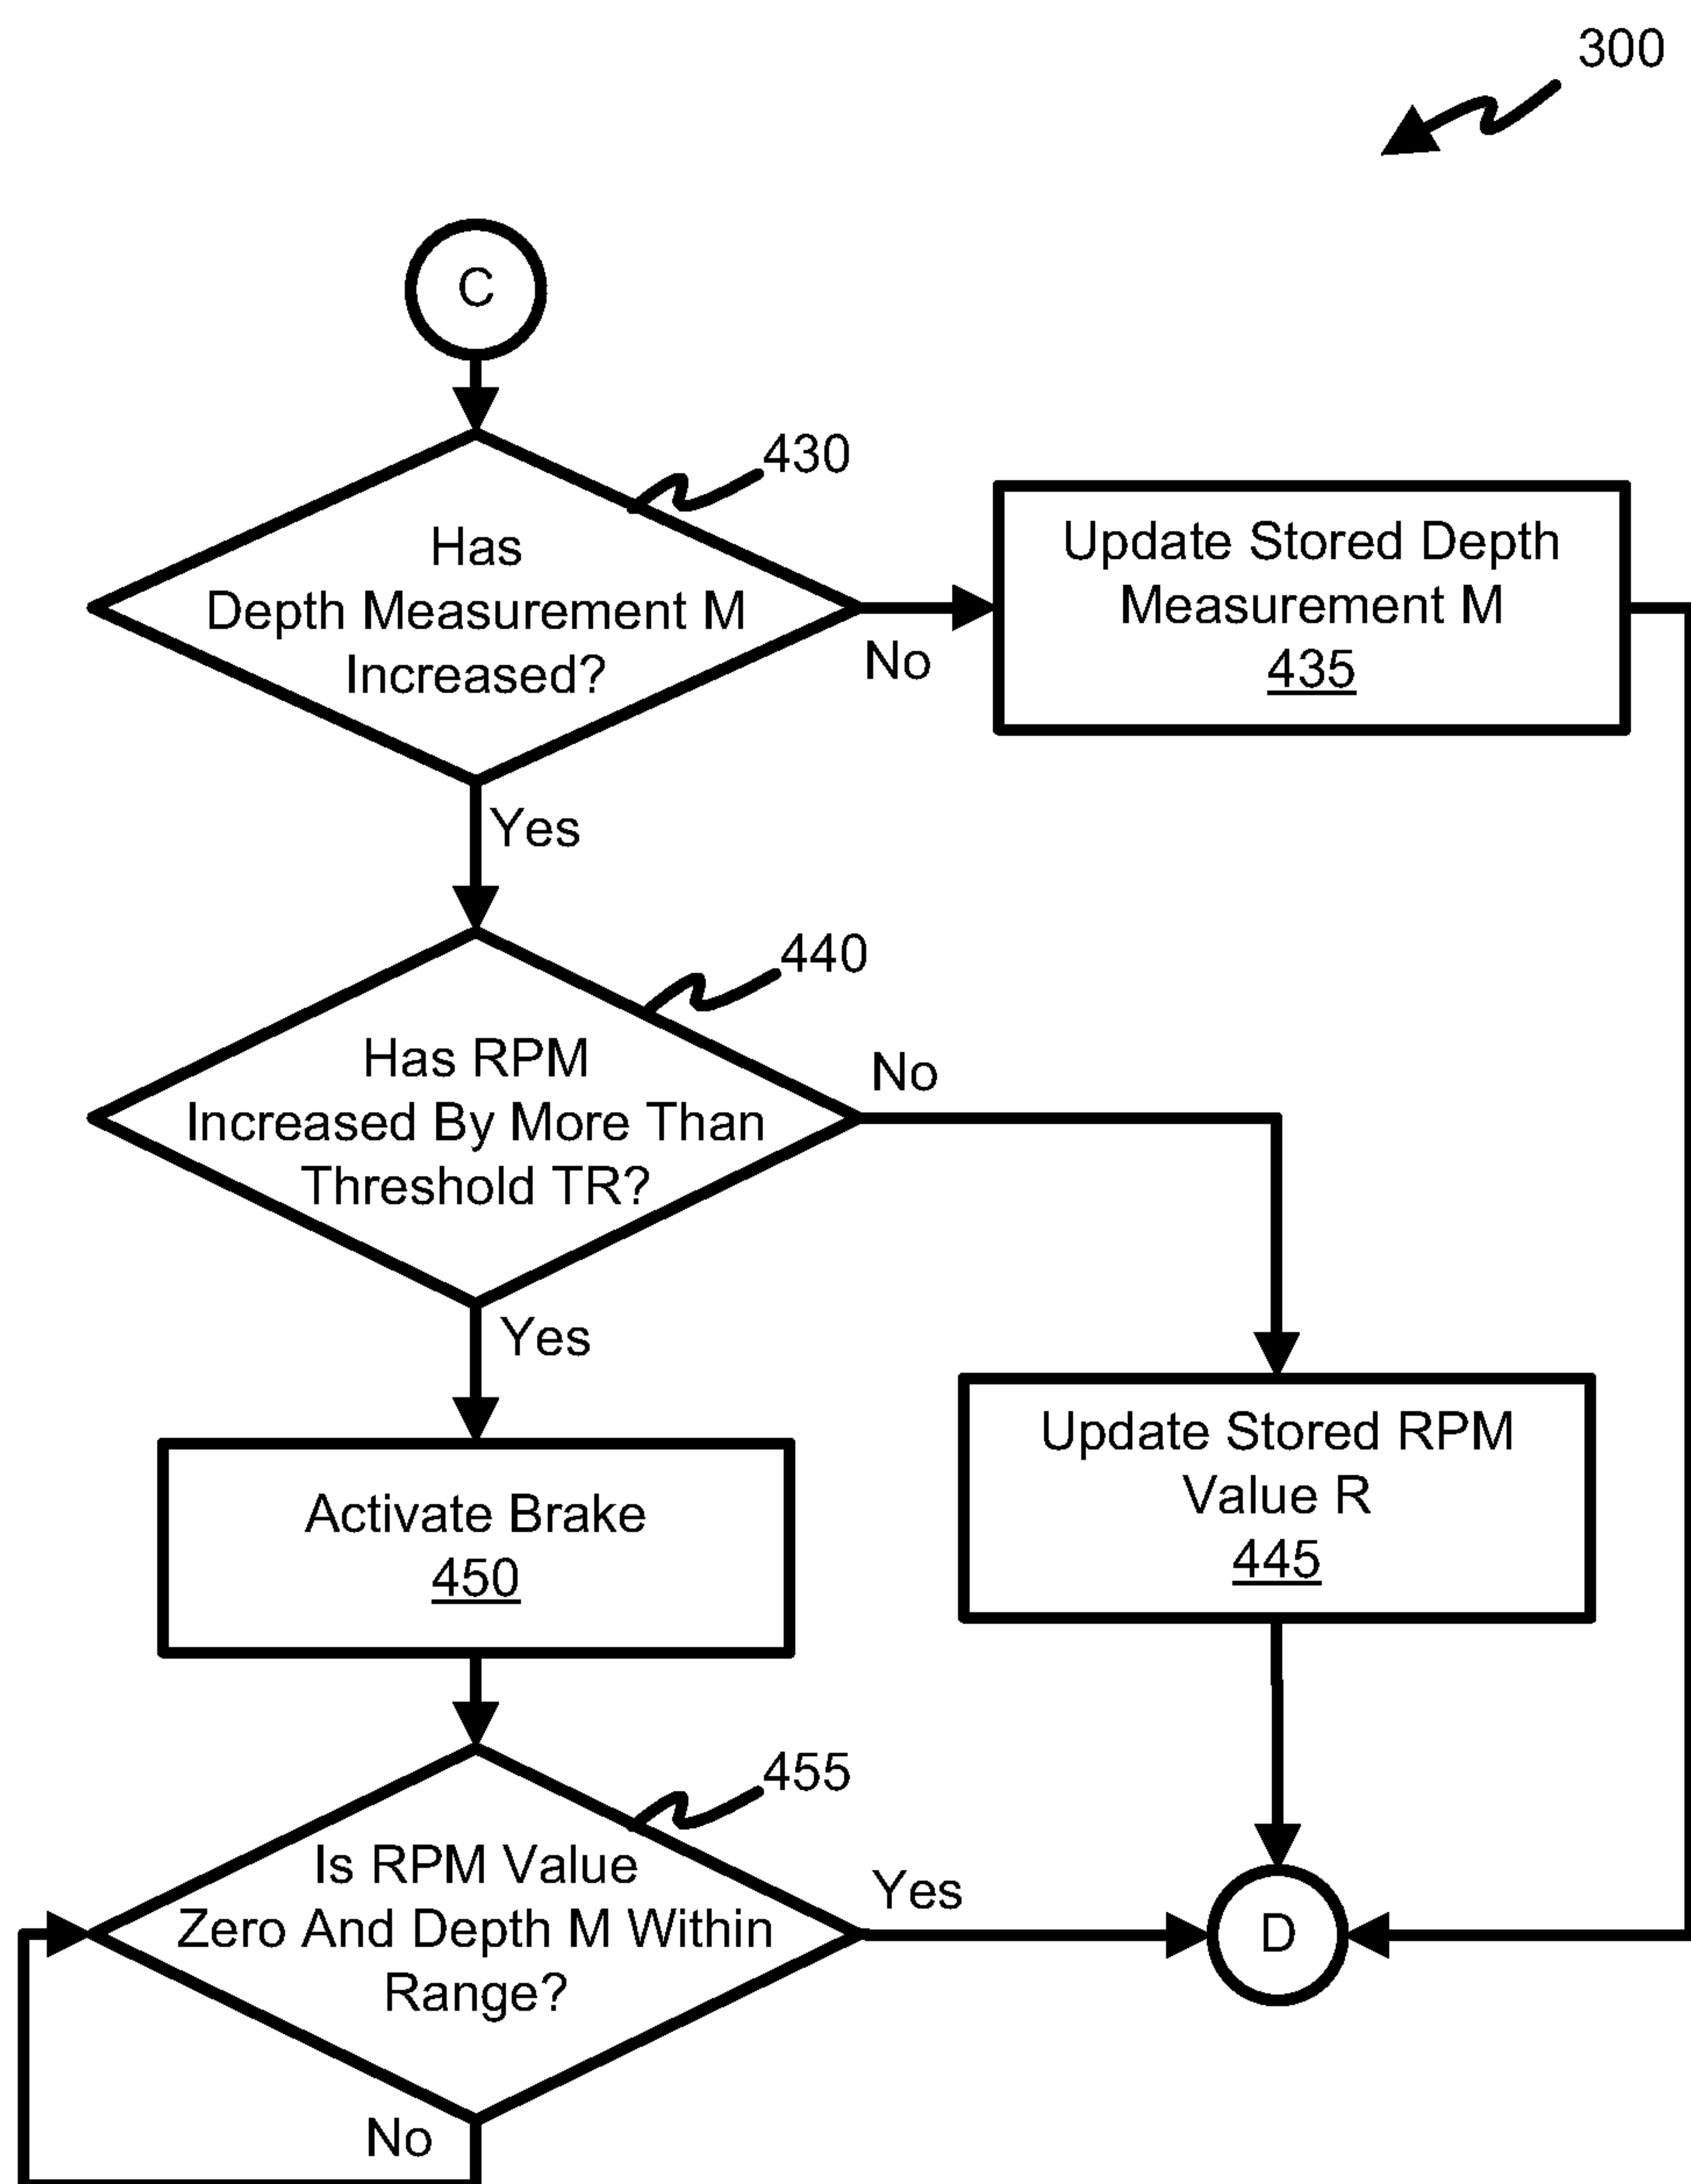 300
C
430
Has
Depth Measurement M
Increased?
No
Update Stored Depth
Measurement M
435
Yes
440
Has RPM
Increased By More Than
Threshold TR?
No
Yes
Update Stored RPM
Value R
445
Activate Brake
450
455
Is RPM Value
Zero And Depth M Within
Range?
Yes
D
No